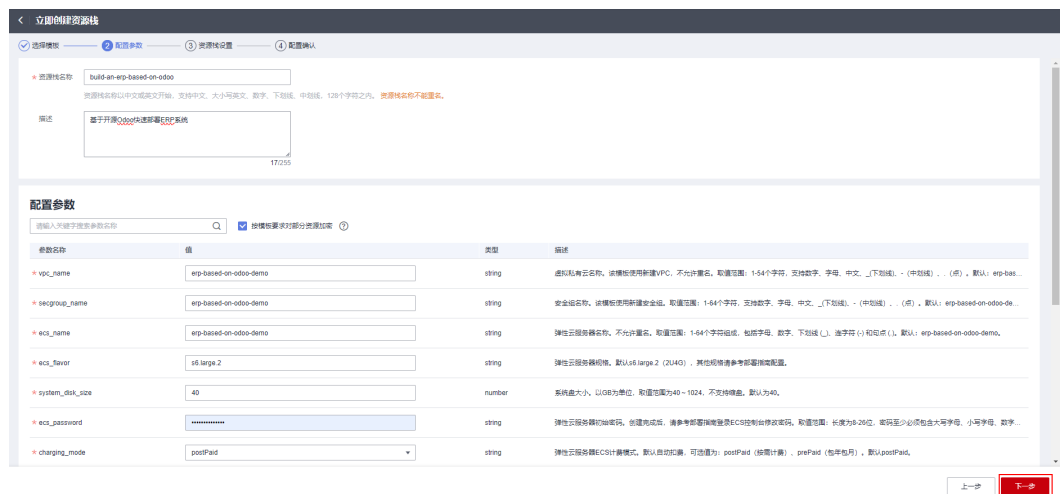 < 立即创建资源栈
选择模板 2 配置参数 3 资源栈设置 4 配置确认
* 资源栈名称 build-an-erp-based-on-odoo
资源栈名称以中文或英文开始，支持中文、大小写英文、数字、下划线、中划线，128个字符之内。 资源栈名称不能重名。
描述 基于开源Odoo快速部署ERP系统
17/255
配置参数
请输入关键字搜索参数名称 按模板要求对部分资源加密 ?
参数名称 值 类型 描述
* vpc_name erp-based-on-odoo-demo string 虚拟私有云名称。该模板使用新建VPC，不允许重名。取值范围：1-54个字符，支持数字、字母、中文、_(下划线)、-（中划线）、.（点）。默认：erp-bas...
* secgroup_name erp-based-on-odoo-demo string 安全组名称。该模板使用新建安全组。取值范围：1-64个字符，支持数字、字母、中文、_(下划线)、-（中划线）、.（点）。默认：erp-based-on-odoo-de...
* ecs_name erp-based-on-odoo-demo string 弹性云服务器名称。不允许重名。取值范围：1-64个字符组成，包括字母、数字、下划线 (_)、连字符 (-) 和句点 (.)。默认：erp-based-on-odoo-demo。
* ecs_flavor s6.large.2 string 弹性云服务器规格。默认s6.large.2（2U4G），其他规格请参考部署指南配置。
* system_disk_size 40 number 系统盘大小。以GB为单位，取值范围为40～1024，不支持缩盘。默认为40。
* ecs_password •••••••••••••• string 弹性云服务器初始密码。创建完成后，请参考部署指南登录ECS控制台修改密码。取值范围：长度为8-26位，密码至少必须包含大写字母、小写字母、数字...
* charging_mode postPaid string 弹性云服务器ECS计费模式。默认自动扣费，可选值为：postPaid（按需计费）、prePaid（包年包月）。默认postPaid。
上一步 下一步